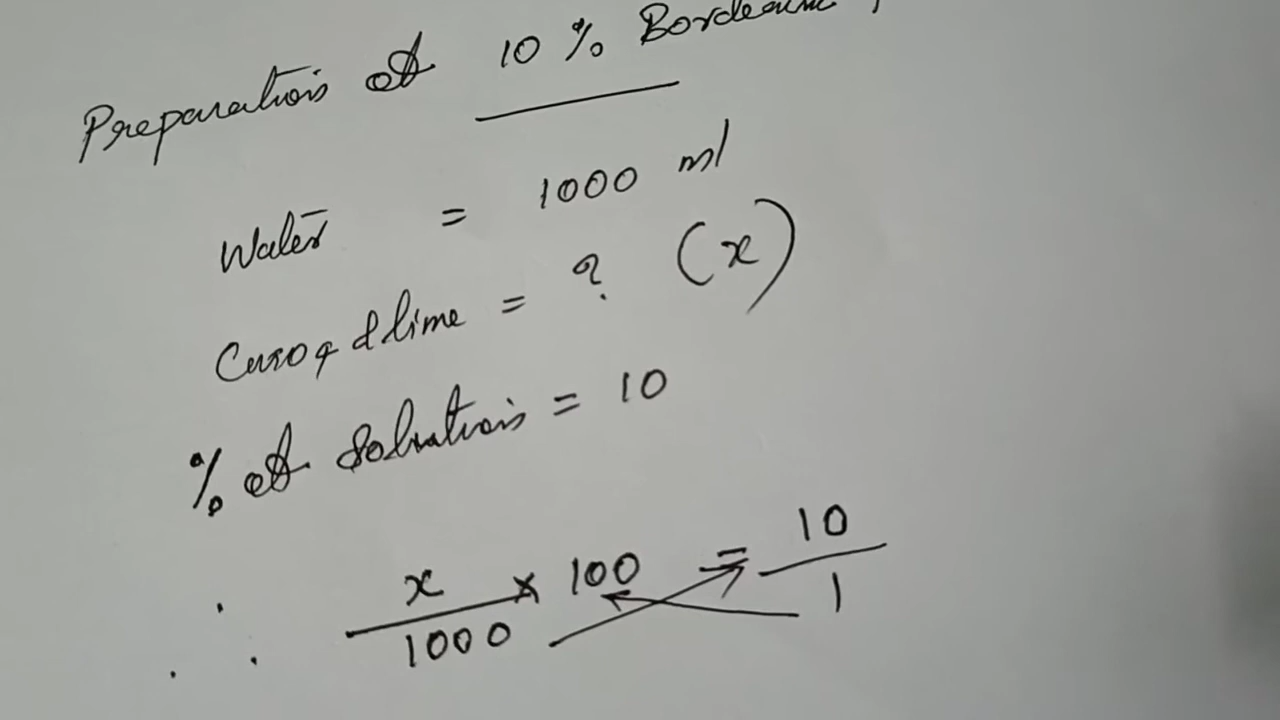 Preparation of 10 % Bordeaux
Water = 1000 ml
CuSO4 & lime = ? (x)
% of solution = 10
∴ x/1000 × 100 = 10/1